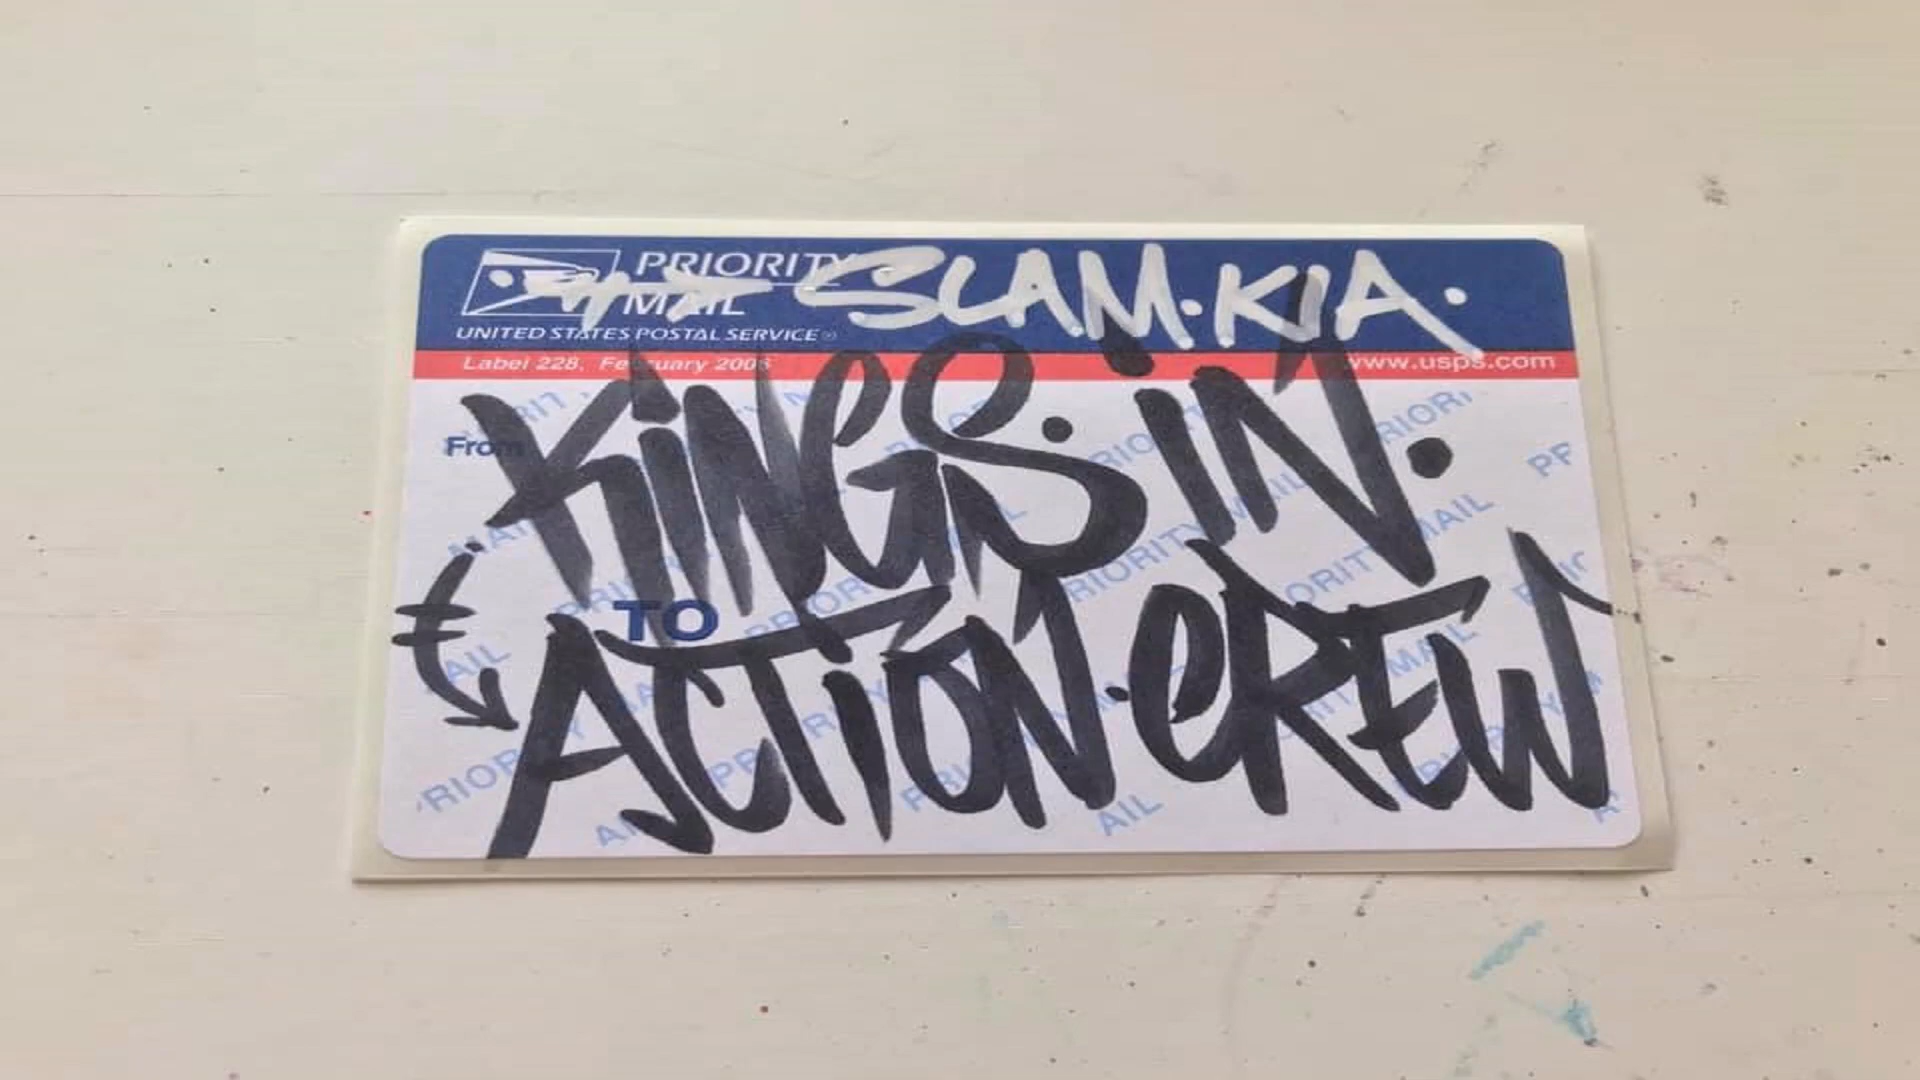 PRIORITY
MAIL
SLAM.KIA.
UNITED STATES POSTAL SERVICE®
Label 228, February 2006
www.usps.com
From
KiNGS. iN.
TO
ACTiON.CREW